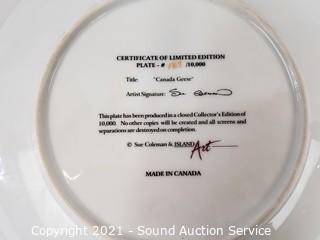 CERTIFICATE OF LIMITED EDITION
PLATE - # /10,000
Title: "Canada Geese"
Artist Signature: Sue Coleman
This plate has been produced in a closed Collector's Edition of
10,000. No other copies will be created and all screens and
separations are destroyed on completion.
© Sue Coleman & ISLAND Art
MADE IN CANADA
Copyright 2021 - Sound Auction Service